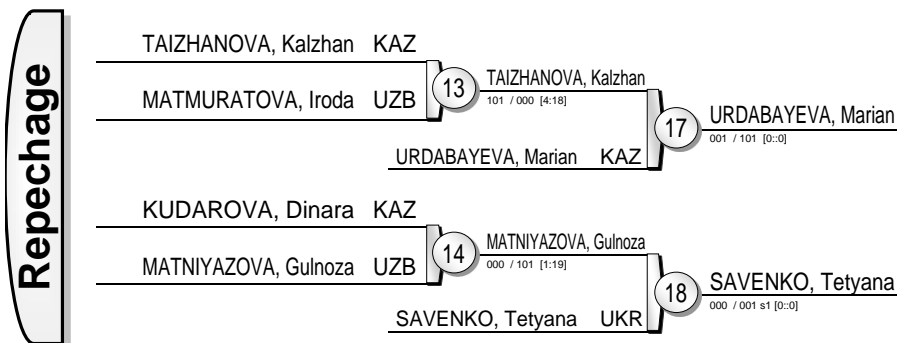 Repechage
TAIZHANOVA, Kalzhan KAZ
MATMURATOVA, Iroda UZB
13
TAIZHANOVA, Kalzhan
101 / 000 [4:18]
URDABAYEVA, Marian KAZ
17
URDABAYEVA, Marian
001 / 101 [0::0]
KUDAROVA, Dinara KAZ
MATNIYAZOVA, Gulnoza UZB
14
MATNIYAZOVA, Gulnoza
000 / 101 [1:19]
SAVENKO, Tetyana UKR
18
SAVENKO, Tetyana
000 / 001 s1 [0::0]